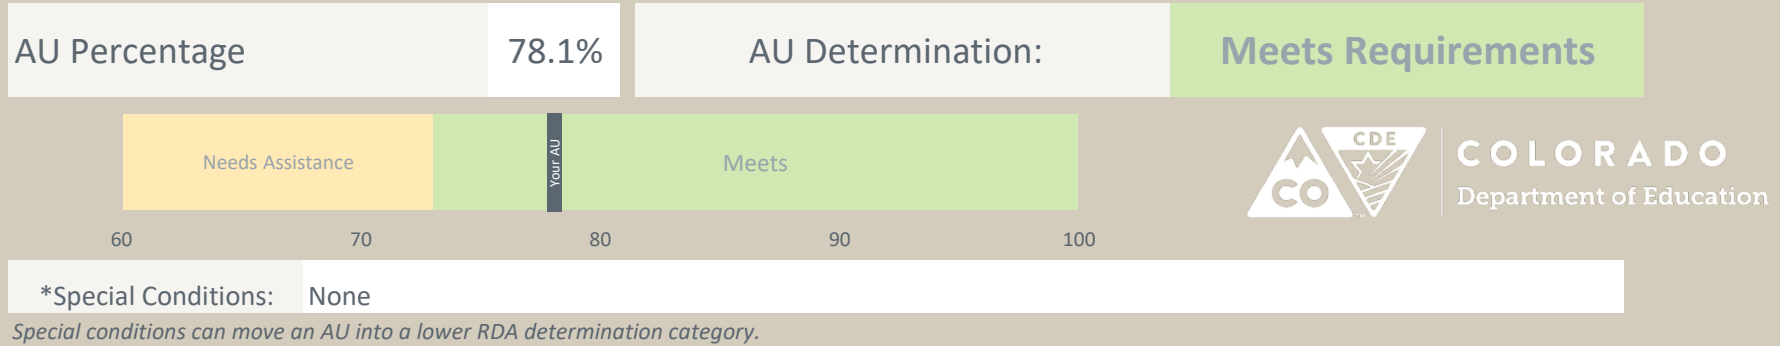 AU Percentage 78.1% AU Determination: Meets Requirements
Needs Assistance Your AU Meets
CDE
CO
COLORADO
Department of Education
60 70 80 90 100
*Special Conditions: None
Special conditions can move an AU into a lower RDA determination category.